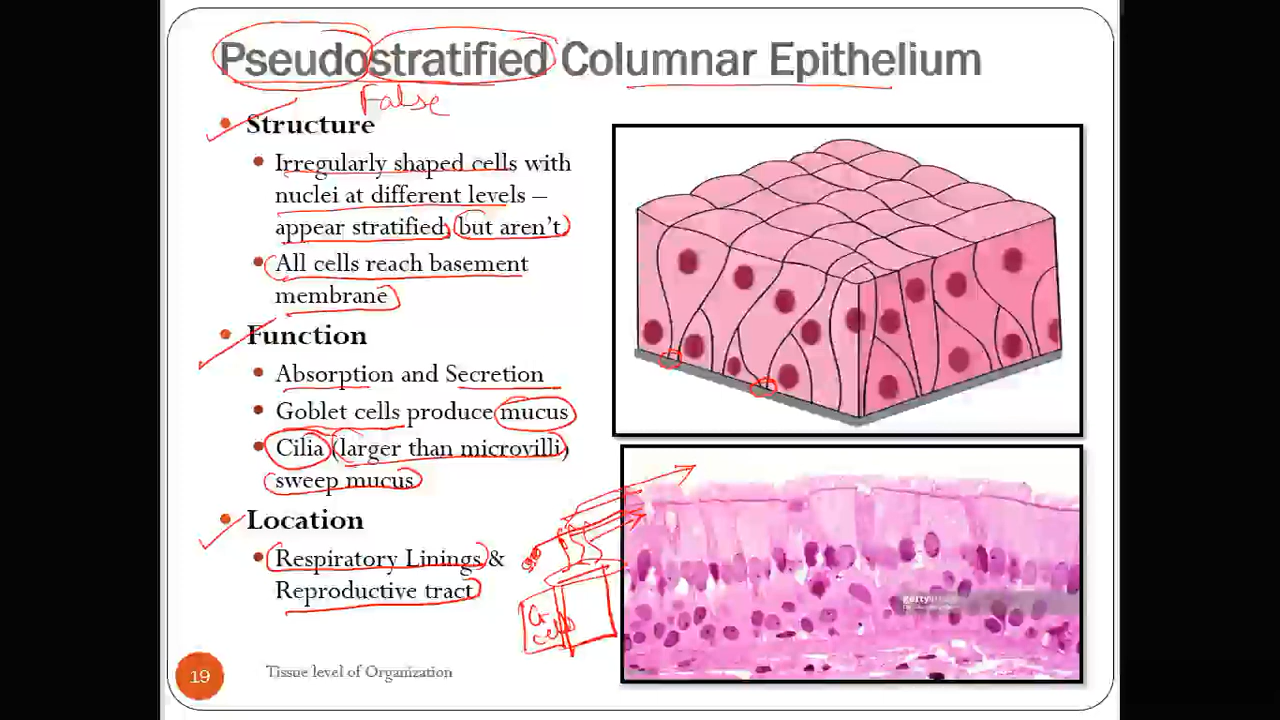 Pseudostratified Columnar Epithelium
False
Structure
Irregularly shaped cells with
nuclei at different levels –
appear stratified, but aren't
All cells reach basement
membrane
Function
Absorption and Secretion
Goblet cells produce mucus
Cilia (larger than microvilli)
sweep mucus
Location
Respiratory Linings &
Reproductive tract
G
cells
gettyimages
19
Tissue level of Organization